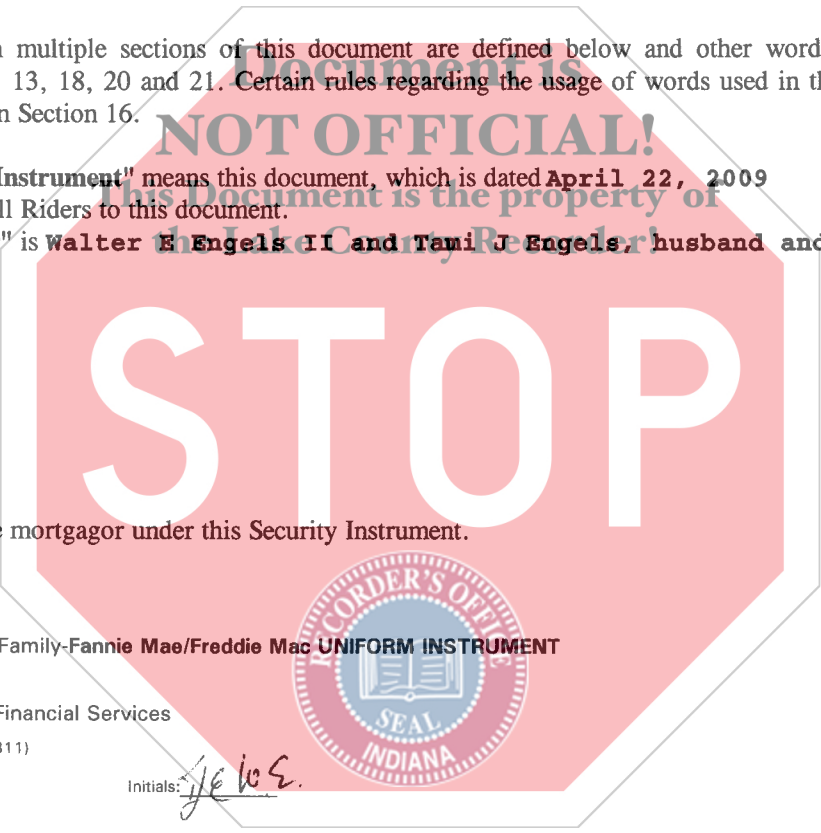 multiple sections of this document are defined below and other word
Document is
13, 18, 20 and 21. Certain rules regarding the usage of words used in th
n Section 16.
NOT OFFICIAL!
Instrument" means this document, which is dated April 22, 2009
This Document is the property of
ll Riders to this document.
" is Walter E Engels II and Tami J Engels, husband and
the Lake County Recorder!
STOP
e mortgagor under this Security Instrument.
RECORDER'S OFFICE
Family-Fannie Mae/Freddie Mac UNIFORM INSTRUMENT
SEAL
INDIANA
Financial Services
811)
Initials: